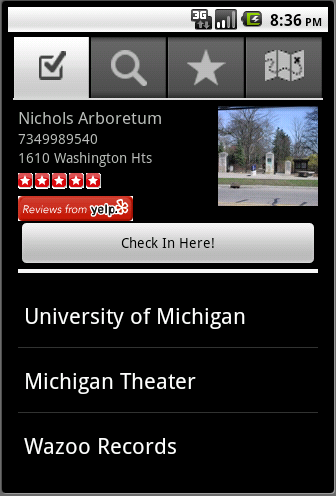 3G 8:36 PM
Nichols Arboretum
7349989540
1610 Washington Hts
Reviews from yelp
Check In Here!
University of Michigan
Michigan Theater
Wazoo Records